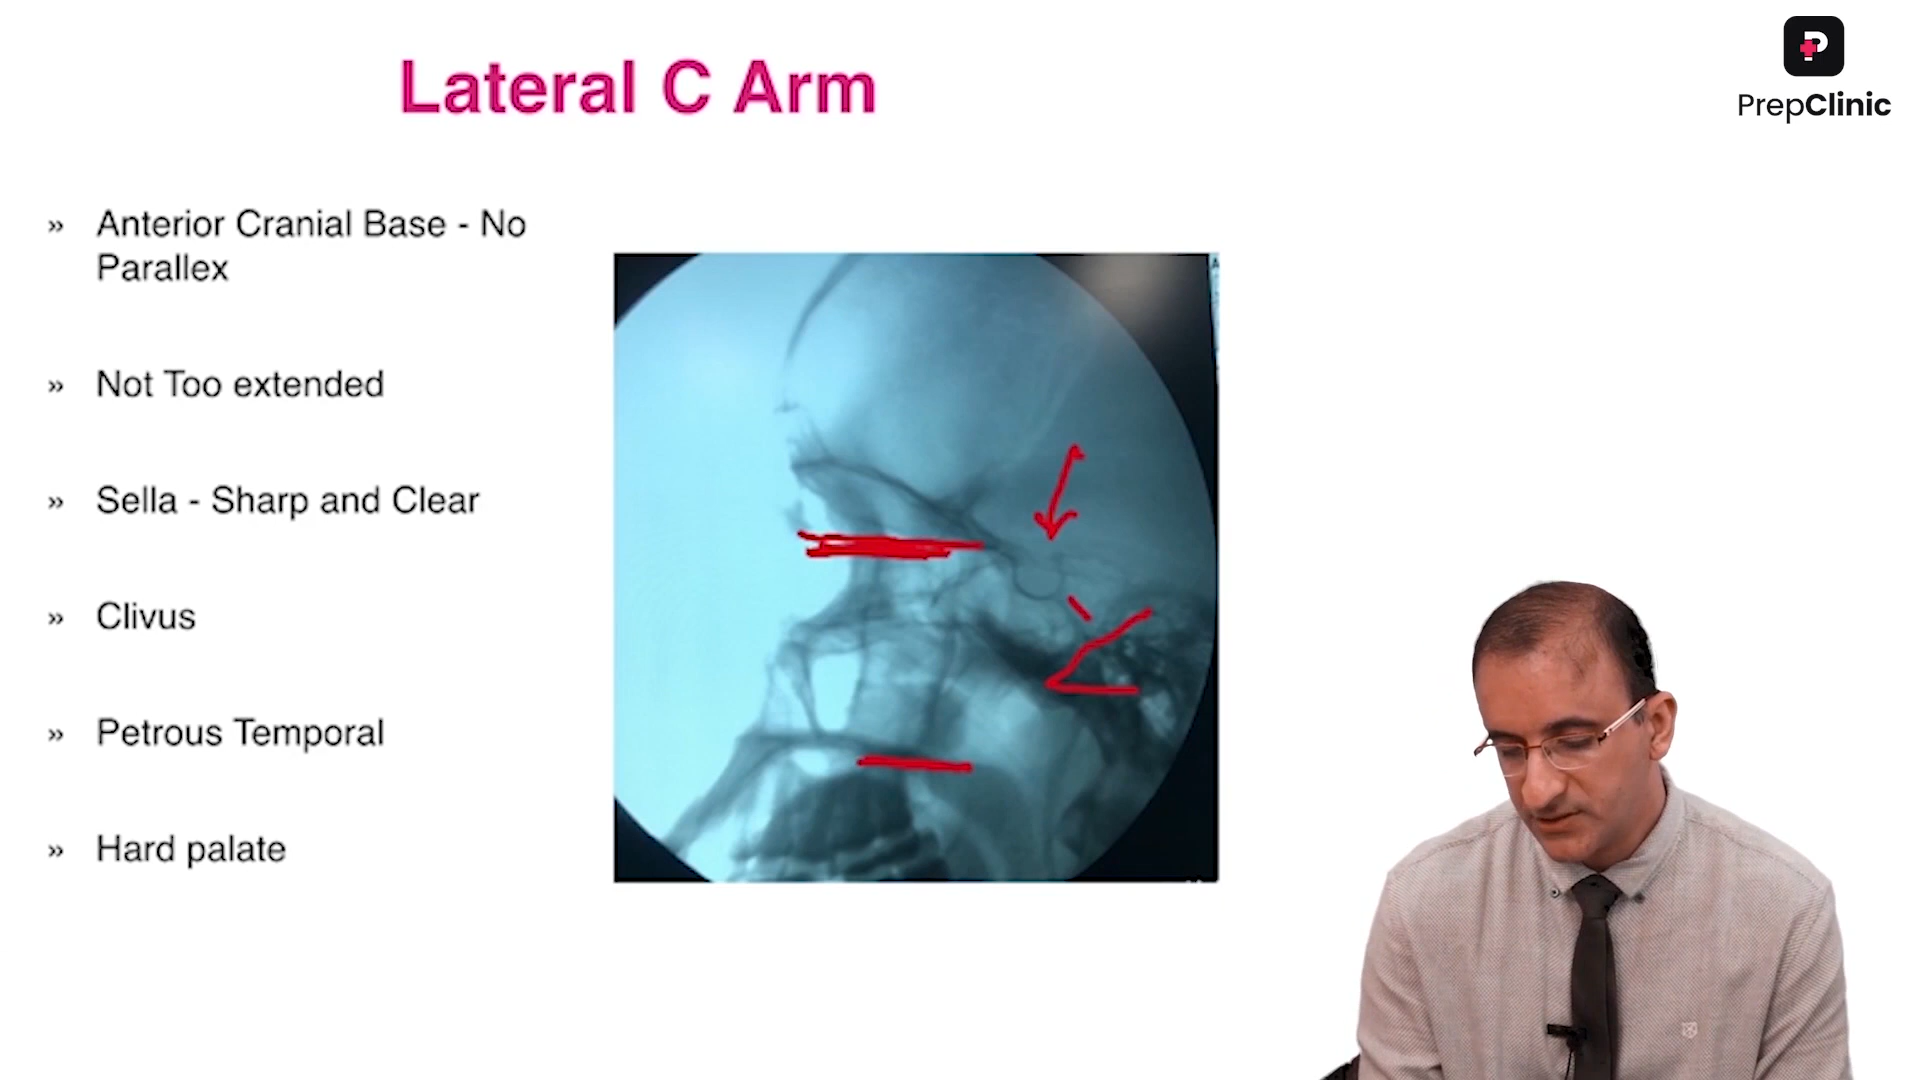 Lateral C Arm
PrepClinic
» Anterior Cranial Base - No
Parallex
» Not Too extended
» Sella - Sharp and Clear
» Clivus
» Petrous Temporal
» Hard palate